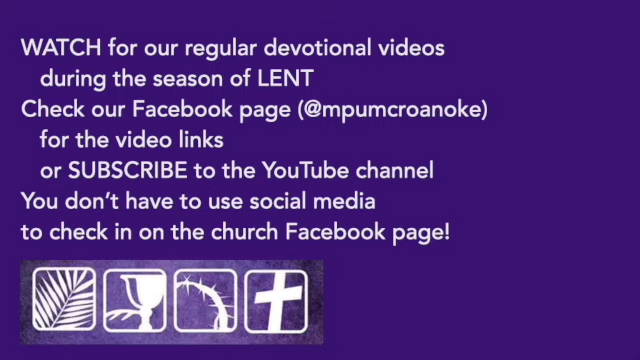 WATCH for our regular devotional videos
during the season of LENT
Check our Facebook page (@mpumcroanoke)
for the video links
or SUBSCRIBE to the YouTube channel
You don’t have to use social media
to check in on the church Facebook page!